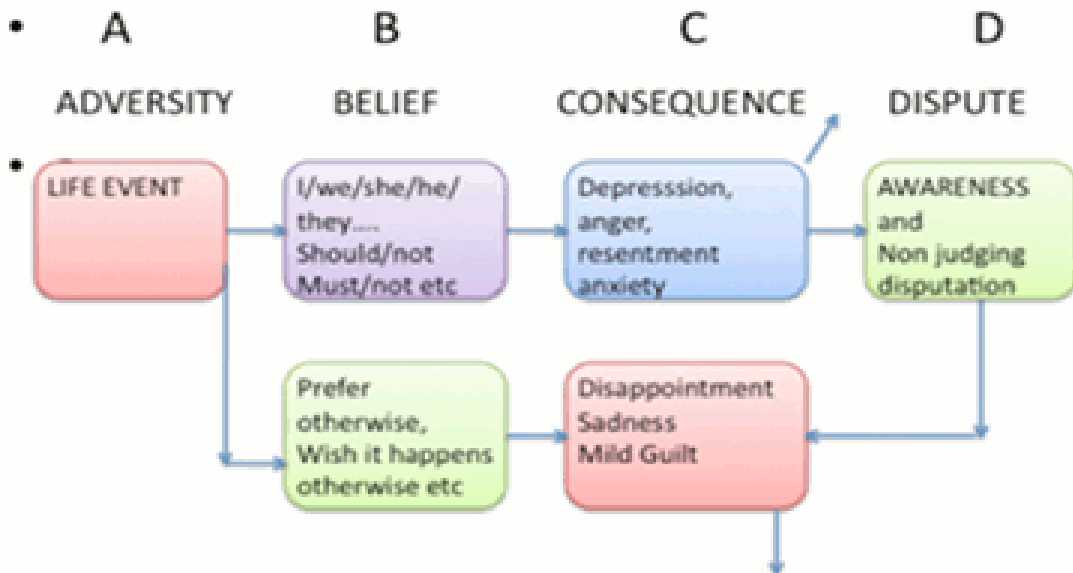 A B C D
ADVERSITY BELIEF CONSEQUENCE DISPUTE
LIFE EVENT
I/we/she/he/
they....
Should/not
Must/not etc
Depresssion,
anger,
resentment
anxiety
AWARENESS
and
Non judging
disputation
Prefer
otherwise,
Wish it happens
otherwise etc
Disappointment
Sadness
Mild Guilt